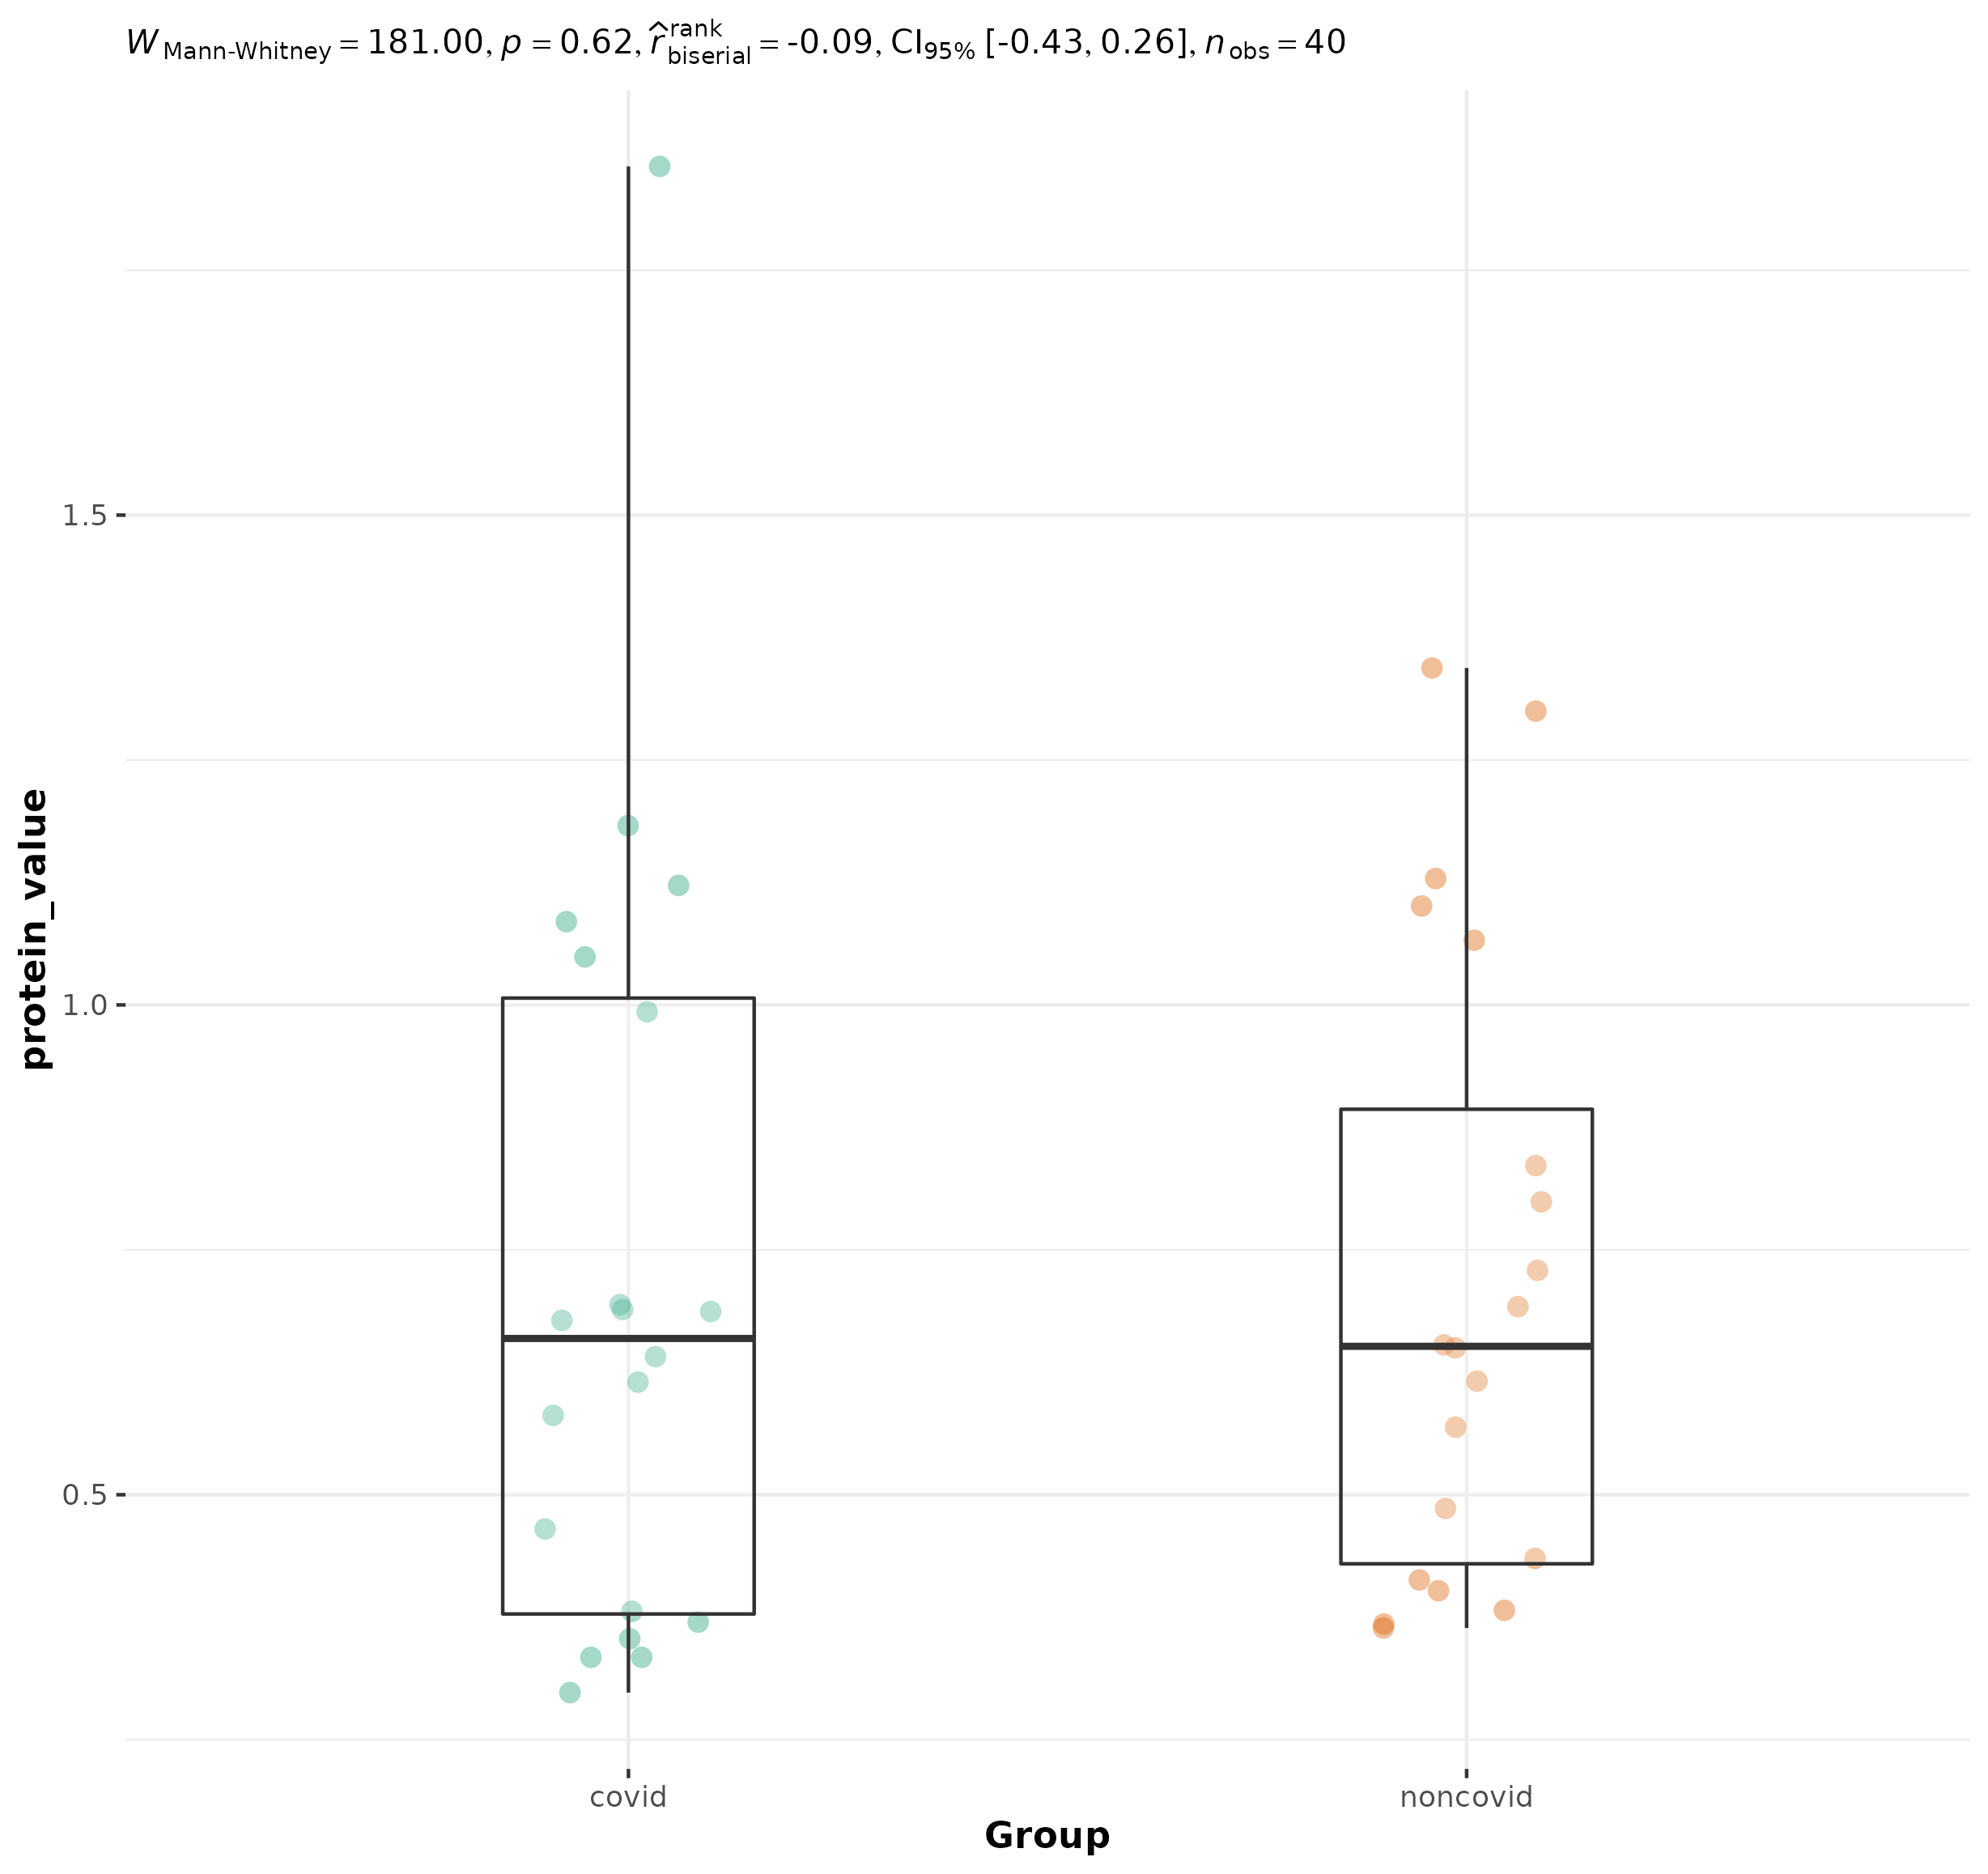 W Mann-Whitney = 181.00, p = 0.62, r̂ rank biserial = -0.09, CI95% [-0.43, 0.26], n obs = 40
1.5
1.0
0.5
protein_value
covid noncovid
Group